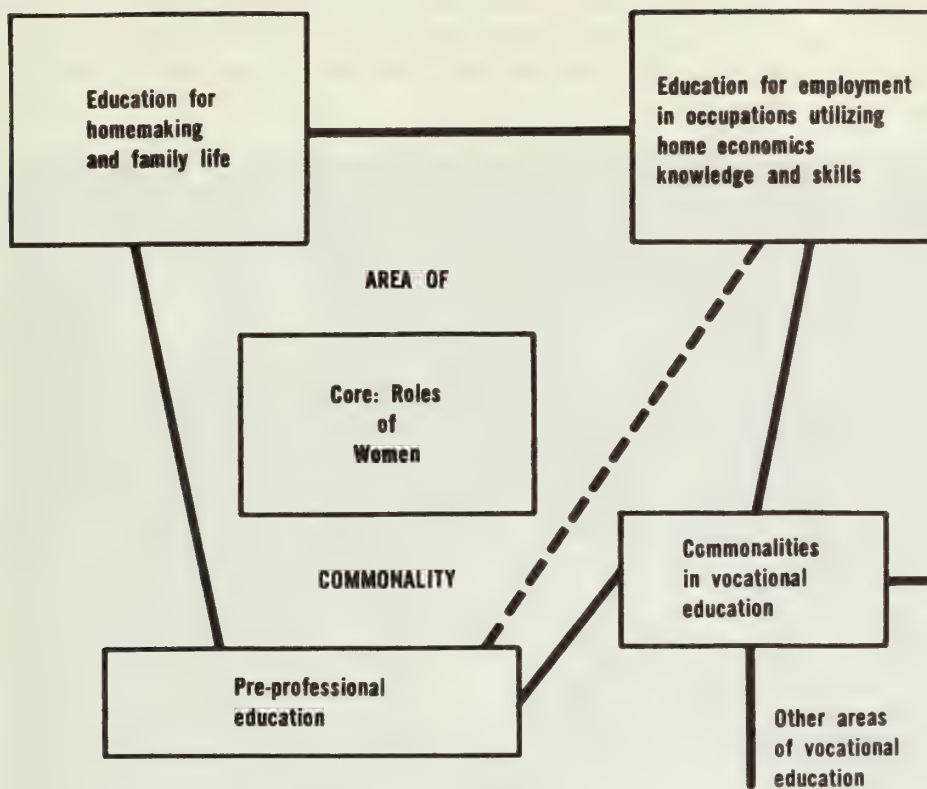 Education for
homemaking
and family life
Education for employment
in occupations utilizing
home economics
knowledge and skills
AREA OF
Core: Roles
of
Women
COMMONALITY
Commonalities
in vocational
education
Pre-professional
education
Other areas
of vocational
education